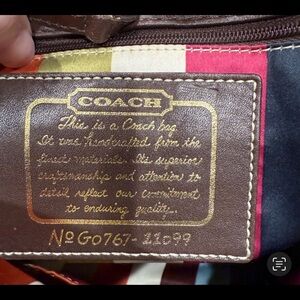 COACH
This is a Coach bag.
It was handcrafted from the
finest materials. Its superior
craftsmanship and attention to
detail reflect our commitment
to enduring quality.
Nº G0767-11099